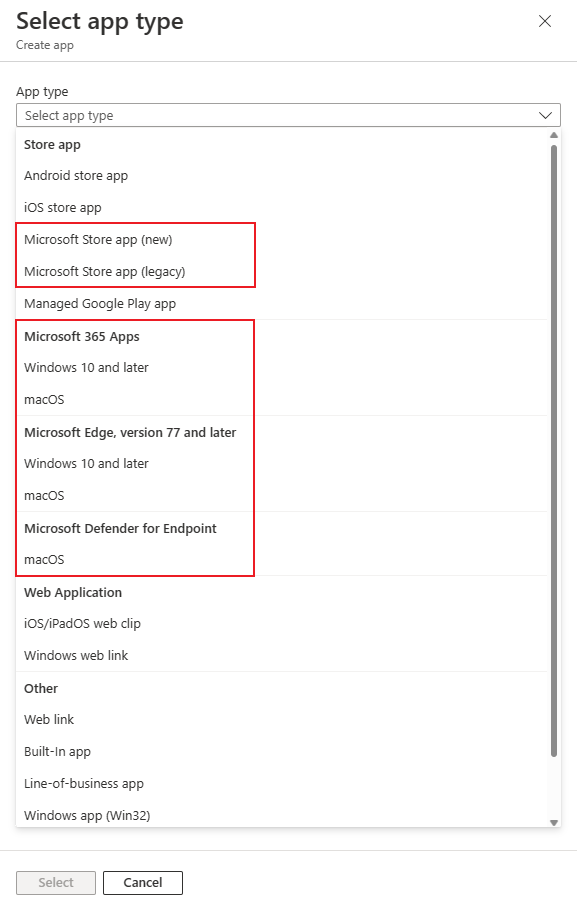 Select app type
Create app
App type
Select app type
Store app
Android store app
iOS store app
Microsoft Store app (new)
Microsoft Store app (legacy)
Managed Google Play app
Microsoft 365 Apps
Windows 10 and later
macOS
Microsoft Edge, version 77 and later
Windows 10 and later
macOS
Microsoft Defender for Endpoint
macOS
Web Application
iOS/iPadOS web clip
Windows web link
Other
Web link
Built-In app
Line-of-business app
Windows app (Win32)
Select
Cancel